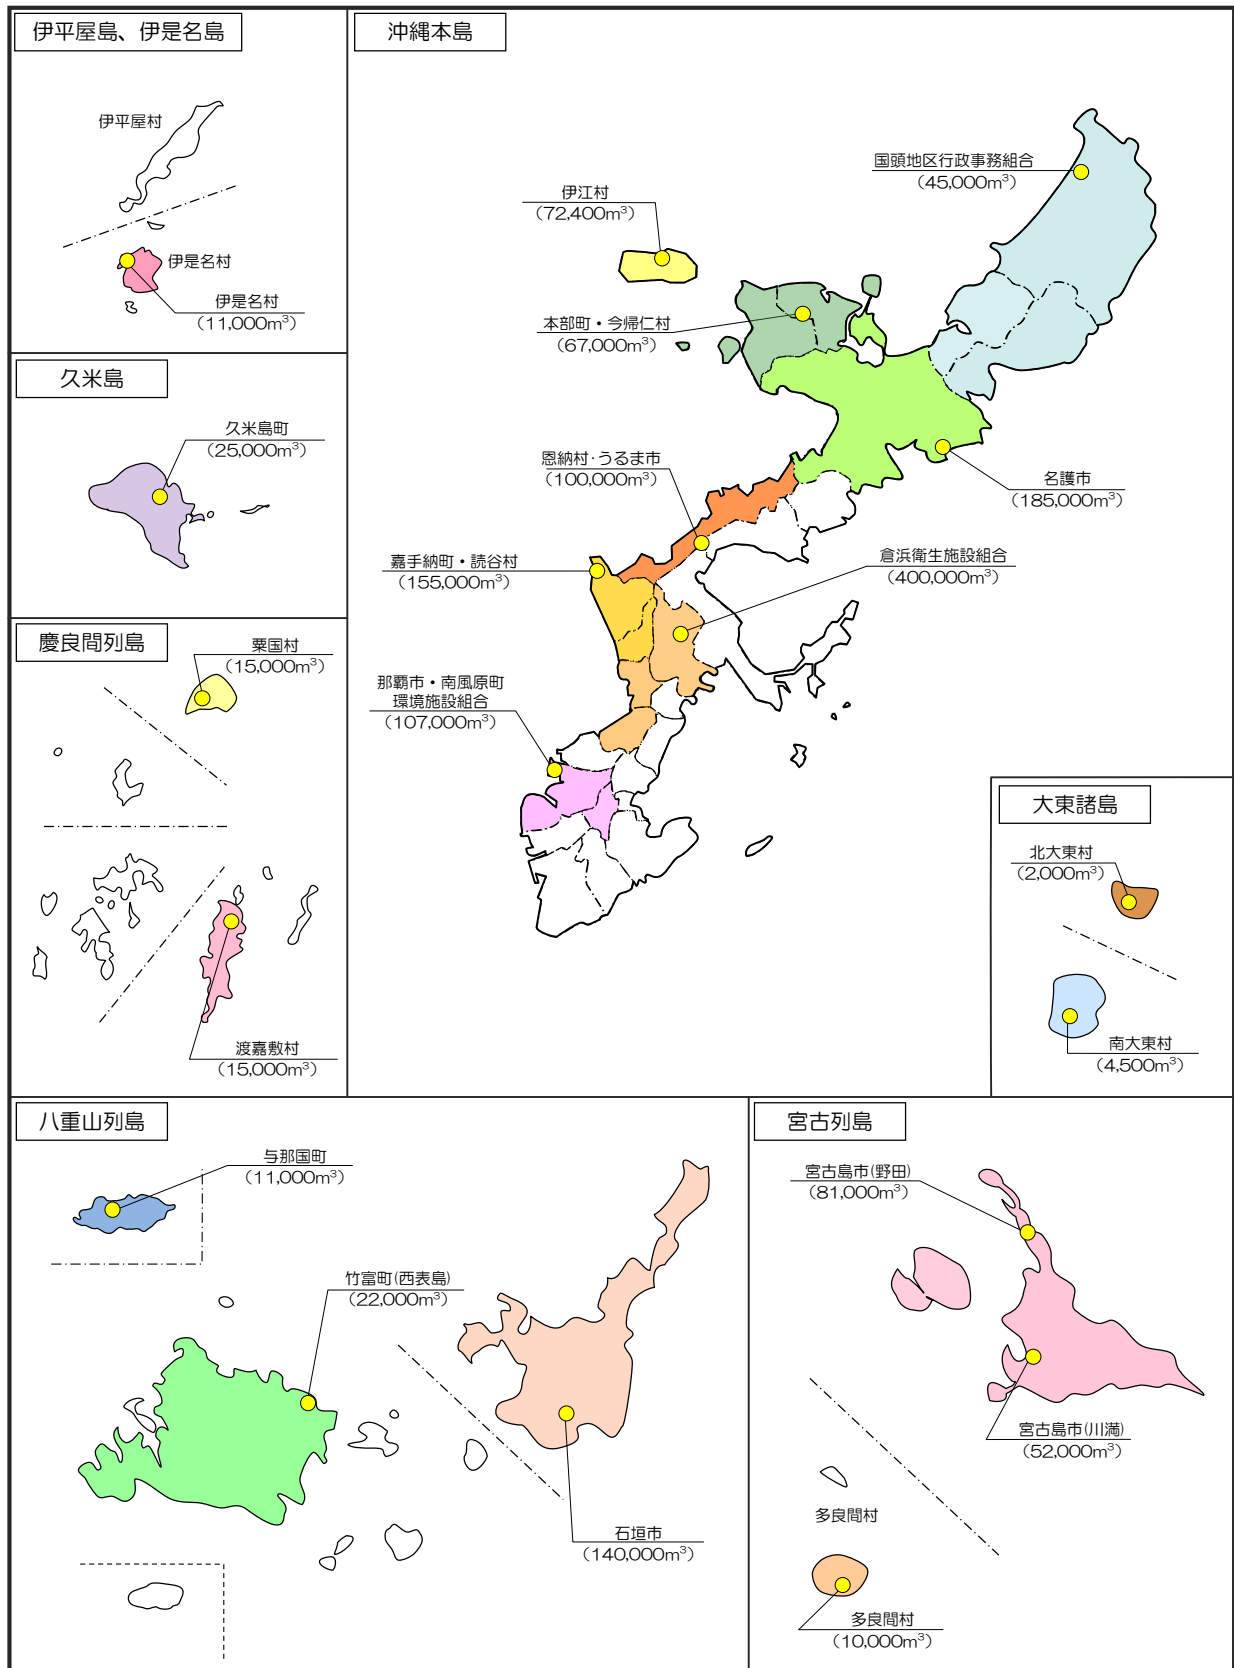 伊平屋島、伊是名島
伊平屋村
伊是名村
伊是名村
(11,000m³)
久米島
久米島町
(25,000m³)
慶良間列島
粟国村
(15,000m³)
渡嘉敷村
(15,000m³)
沖縄本島
国頭地区行政事務組合
(45,000m³)
伊江村
(72,400m³)
本部町・今帰仁村
(67,000m³)
名護市
(185,000m³)
恩納村・うるま市
(100,000m³)
嘉手納町・読谷村
(155,000m³)
倉浜衛生施設組合
(400,000m³)
那覇市・南風原町
環境施設組合
(107,000m³)
大東諸島
北大東村
(2,000m³)
南大東村
(4,500m³)
八重山列島
与那国町
(11,000m³)
竹富町(西表島)
(22,000m³)
石垣市
(140,000m³)
宮古列島
宮古島市(野田)
(81,000m³)
宮古島市(川満)
(52,000m³)
多良間村
多良間村
(10,000m³)